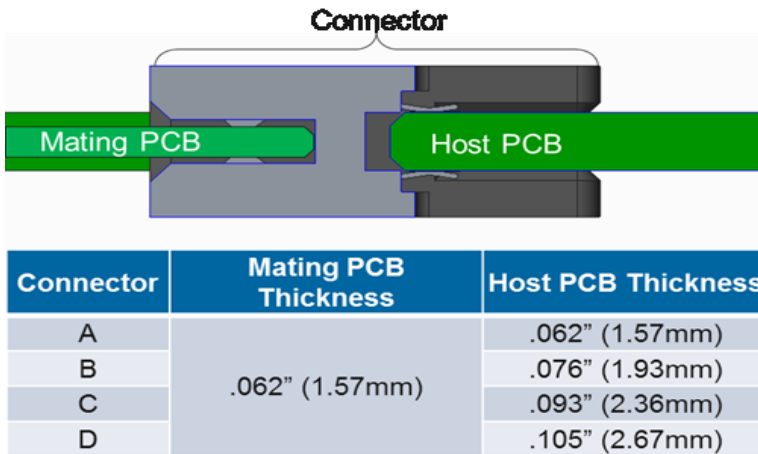 Connector
Mating PCB
Host PCB
Connector
Mating PCB
Thickness
Host PCB Thickness
A
.062” (1.57mm)
.062” (1.57mm)
B
.076” (1.93mm)
C
.093” (2.36mm)
D
.105” (2.67mm)